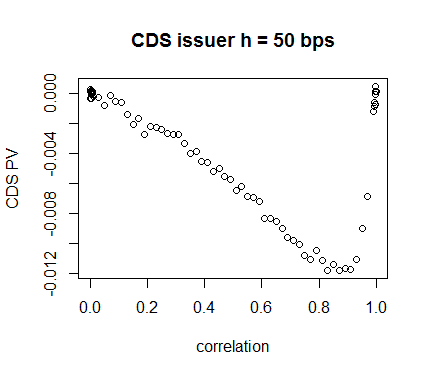 CDS issuer h = 50 bps
CDS PV
0.000
-0.004
-0.008
-0.012
0.0 0.2 0.4 0.6 0.8 1.0
correlation